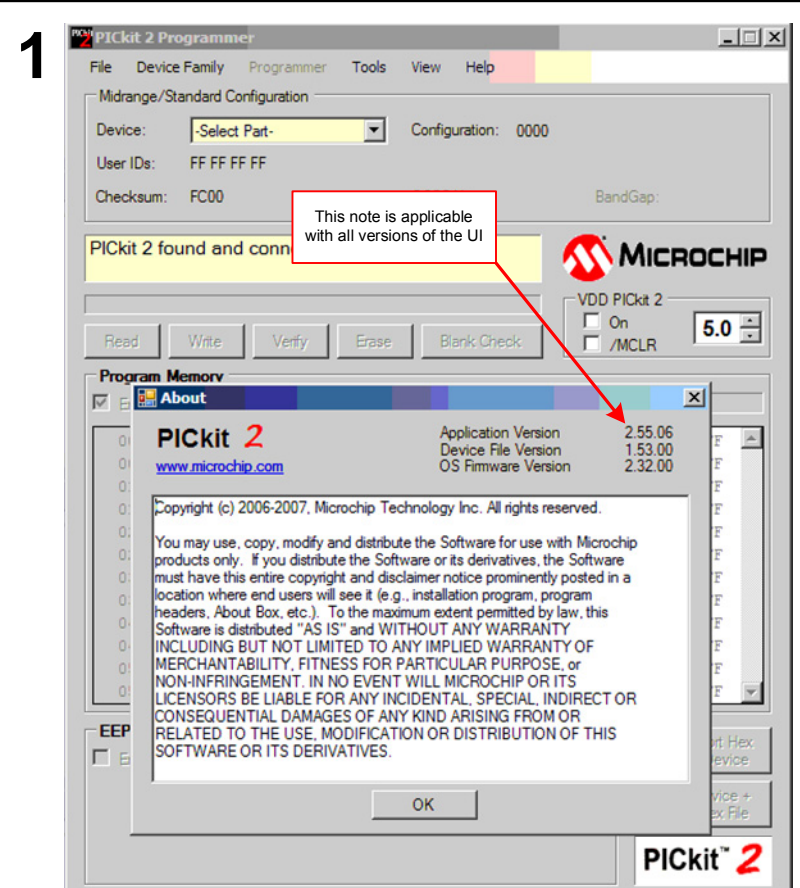 1
PICkit 2 Programmer
File Device Family Programmer Tools View Help
Midrange/Standard Configuration
Device: -Select Part- Configuration: 0000
User IDs: FF FF FF FF
Checksum: FC00 BandGap:
This note is applicable
with all versions of the UI
PICkit 2 found and
MICROCHIP
VDD PICkit 2
On
/MCLR
5.0
Read Write Verify Erase Blank Check
Program Memory
About
PICkit 2
www.microchip.com
Application Version 2.55.06
Device File Version 1.53.00
OS Firmware Version 2.32.00
Copyright (c) 2006-2007, Microchip Technology Inc. All rights reserved.
You may use, copy, modify and distribute the Software for use with Microchip
products only. If you distribute the Software or its derivatives, the Software
must have this entire copyright and disclaimer notice prominently posted in a
location where end users will see it (e.g., installation program, program
headers, About Box, etc.). To the maximum extent permitted by law, this
Software is distributed "AS IS" and WITHOUT ANY WARRANTY
INCLUDING BUT NOT LIMITED TO ANY IMPLIED WARRANTY OF
MERCHANTABILITY, FITNESS FOR PARTICULAR PURPOSE, or
NON-INFRINGEMENT. IN NO EVENT WILL MICROCHIP OR ITS
LICENSORS BE LIABLE FOR ANY INCIDENTAL, SPECIAL, INDIRECT OR
CONSEQUENTIAL DAMAGES OF ANY KIND ARISING FROM OR
RELATED TO THE USE, MODIFICATION OR DISTRIBUTION OF THIS
SOFTWARE OR ITS DERIVATIVES.
OK
Hex
+
File
PICkit™ 2